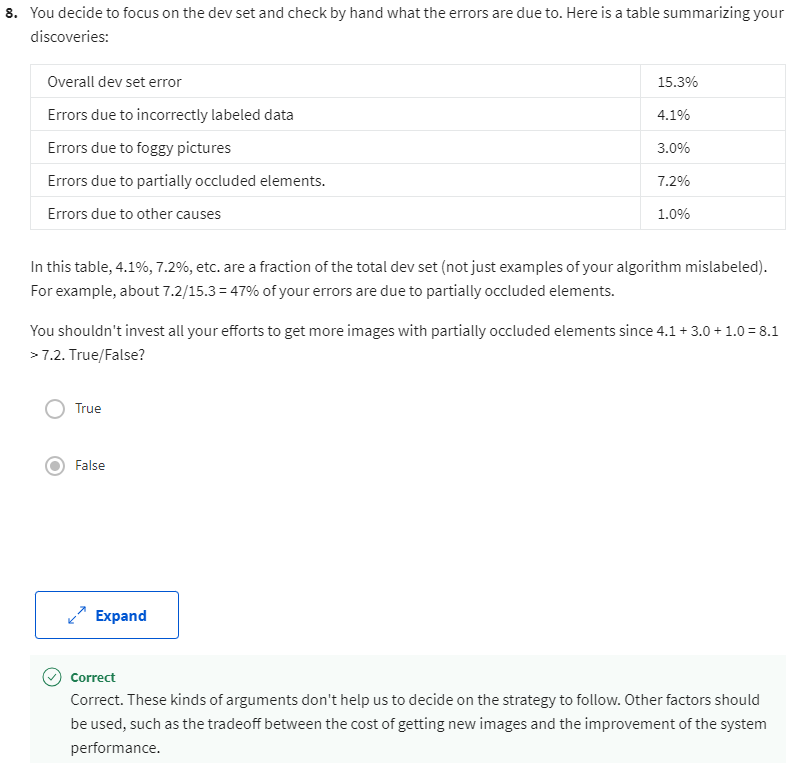 8. You decide to focus on the dev set and check by hand what the errors are due to. Here is a table summarizing your
discoveries:
Overall dev set error 15.3%
Errors due to incorrectly labeled data 4.1%
Errors due to foggy pictures 3.0%
Errors due to partially occluded elements. 7.2%
Errors due to other causes 1.0%
In this table, 4.1%, 7.2%, etc. are a fraction of the total dev set (not just examples of your algorithm mislabeled).
For example, about 7.2/15.3 = 47% of your errors are due to partially occluded elements.
You shouldn't invest all your efforts to get more images with partially occluded elements since 4.1 + 3.0 + 1.0 = 8.1
> 7.2. True/False?
True
False
Expand
Correct
Correct. These kinds of arguments don't help us to decide on the strategy to follow. Other factors should
be used, such as the tradeoff between the cost of getting new images and the improvement of the system
performance.